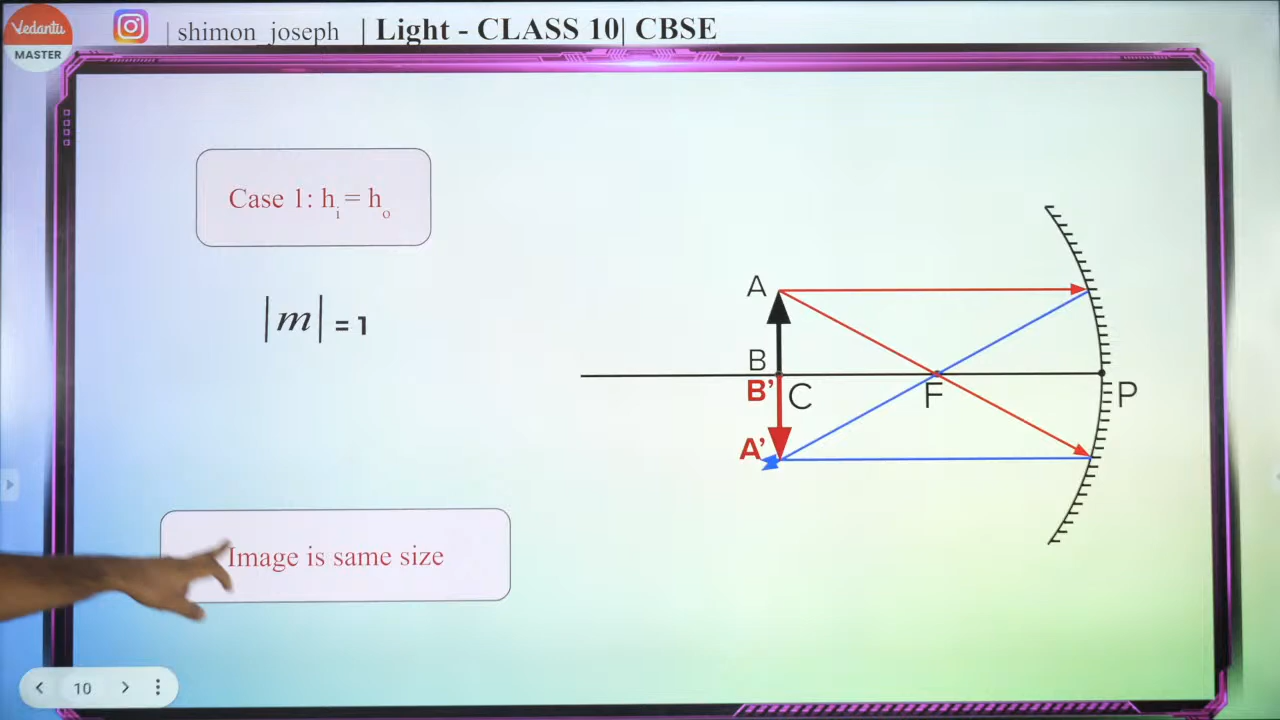 Vedantu
MASTER
| shimon_joseph | Light - CLASS 10| CBSE
Case 1: hᵢ = hₒ
|m| = 1
A
B
B'
C
F
P
A'
Image is same size
10